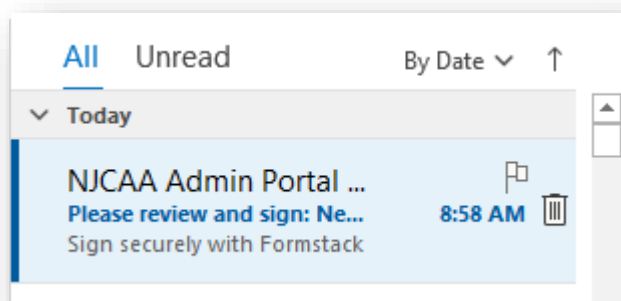 All Unread By Date
Today
NJCAA Admin Portal ...
Please review and sign: Ne... 8:58 AM
Sign securely with Formstack